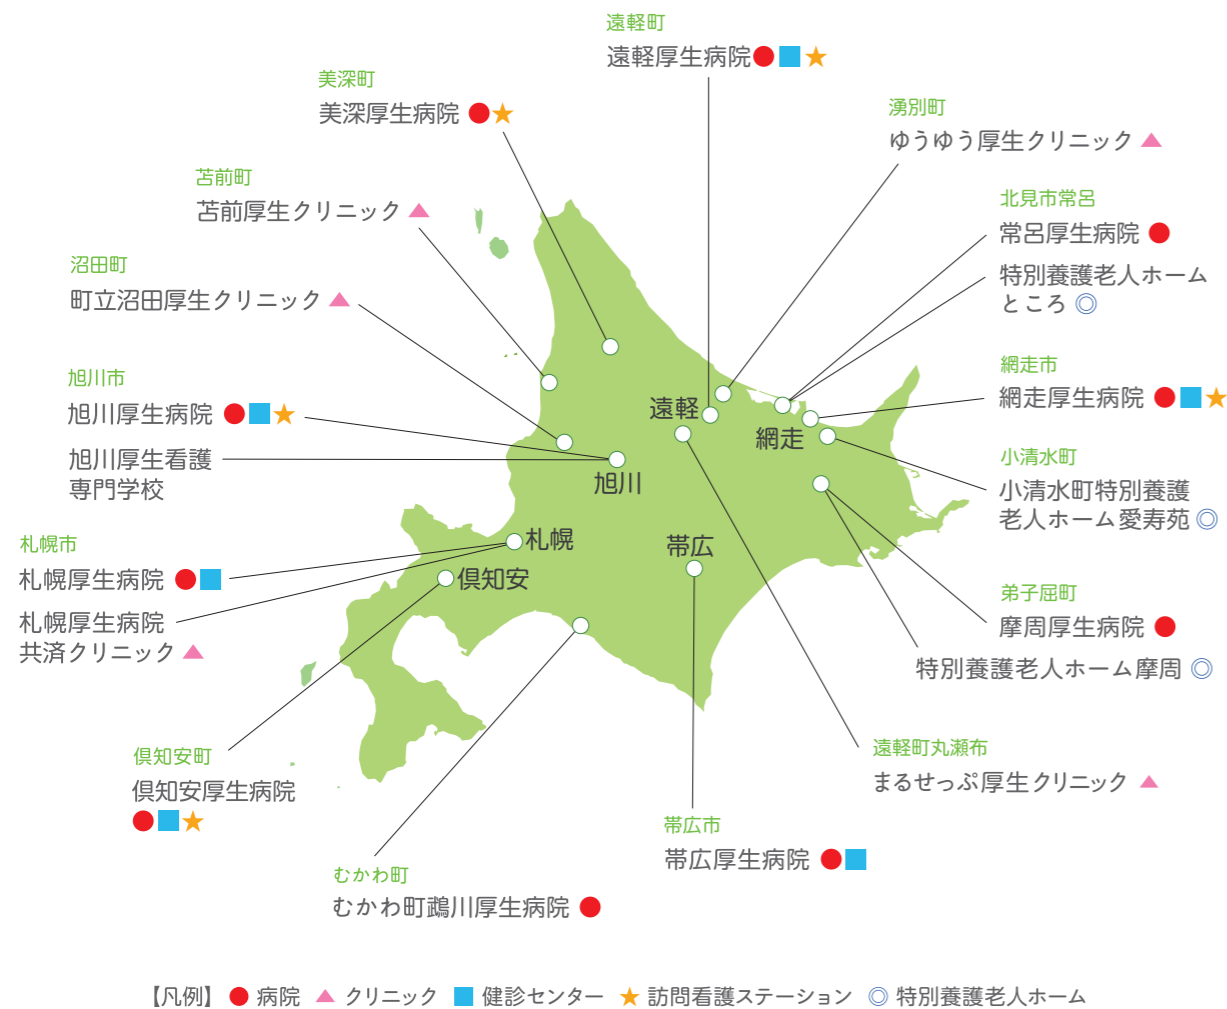 遠軽町
遠軽厚生病院
美深町
美深厚生病院
湧別町
ゆうゆう厚生クリニック
苫前町
苫前厚生クリニック
北見市常呂
常呂厚生病院
特別養護老人ホーム
ところ
沼田町
町立沼田厚生クリニック
網走市
網走厚生病院
旭川市
旭川厚生病院
旭川厚生看護
専門学校
小清水町
小清水町特別養護
老人ホーム愛寿苑
遠軽
網走
旭川
札幌
倶知安
帯広
札幌市
札幌厚生病院
札幌厚生病院
共済クリニック
弟子屈町
摩周厚生病院
特別養護老人ホーム摩周
倶知安町
倶知安厚生病院
遠軽町丸瀬布
まるせっぷ厚生クリニック
帯広市
帯広厚生病院
むかわ町
むかわ町鵡川厚生病院
【凡例】 ● 病院 ▲ クリニック ■ 健診センター ★ 訪問看護ステーション ◎ 特別養護老人ホーム